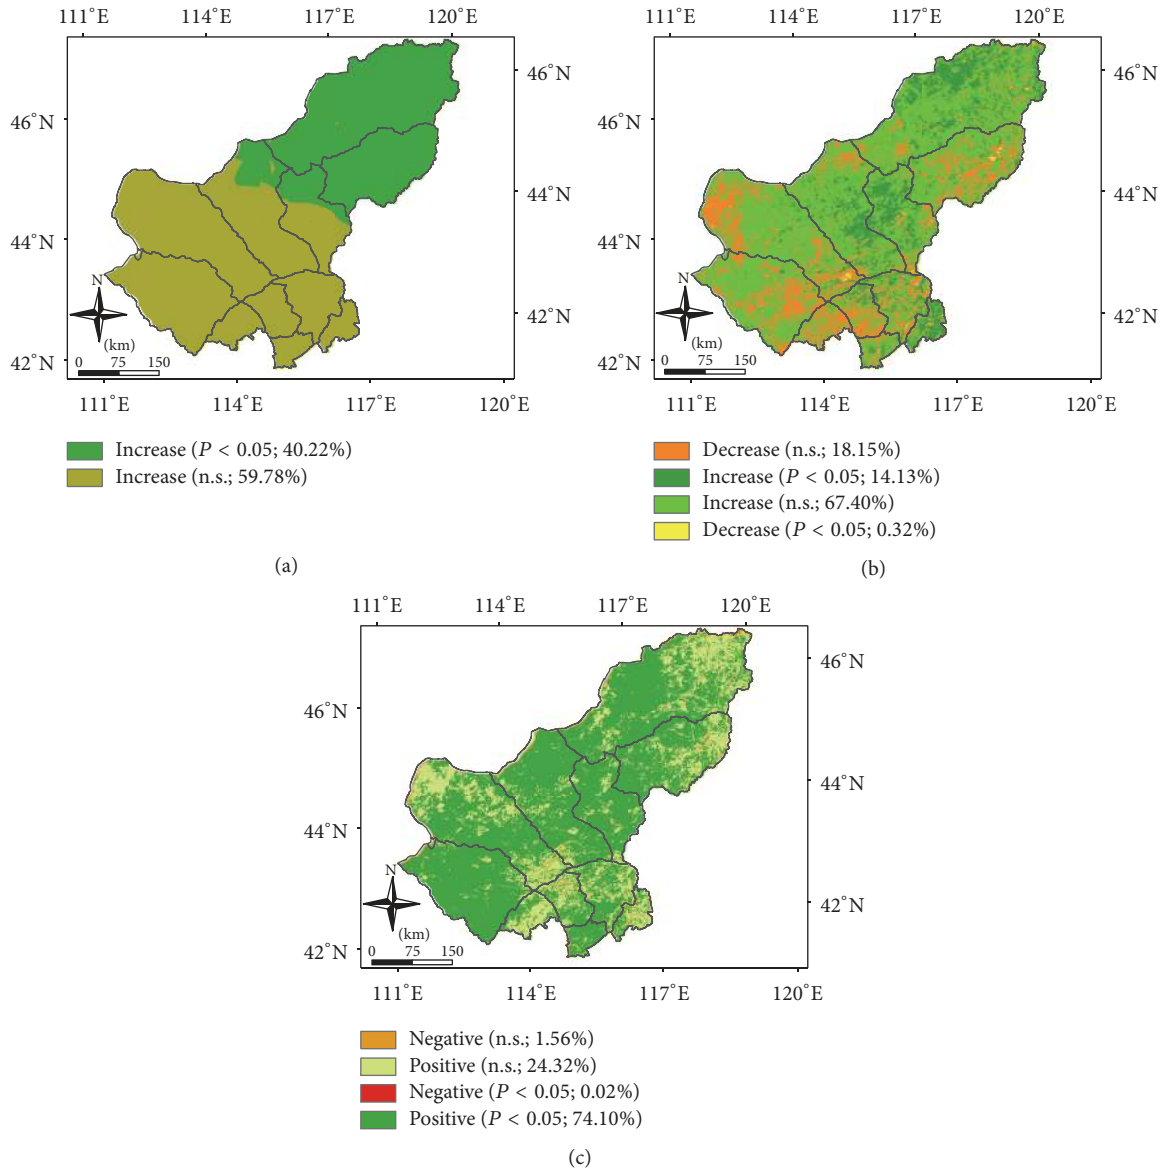 111°E 114°E 117°E 120°E
46°N
44°N
42°N
46°N
44°N
42°N
N
(km)
0 75 150
111°E 114°E 117°E 120°E
Increase (P < 0.05; 40.22%)
Increase (n.s.; 59.78%)
(a)
111°E 114°E 117°E 120°E
46°N
44°N
42°N
46°N
44°N
42°N
N
(km)
0 75 150
111°E 114°E 117°E 120°E
Decrease (n.s.; 18.15%)
Increase (P < 0.05; 14.13%)
Increase (n.s.; 67.40%)
Decrease (P < 0.05; 0.32%)
(b)
111°E 114°E 117°E 120°E
46°N
44°N
42°N
46°N
44°N
42°N
N
(km)
0 75 150
111°E 114°E 117°E 120°E
Negative (n.s.; 1.56%)
Positive (n.s.; 24.32%)
Negative (P < 0.05; 0.02%)
Positive (P < 0.05; 74.10%)
(c)